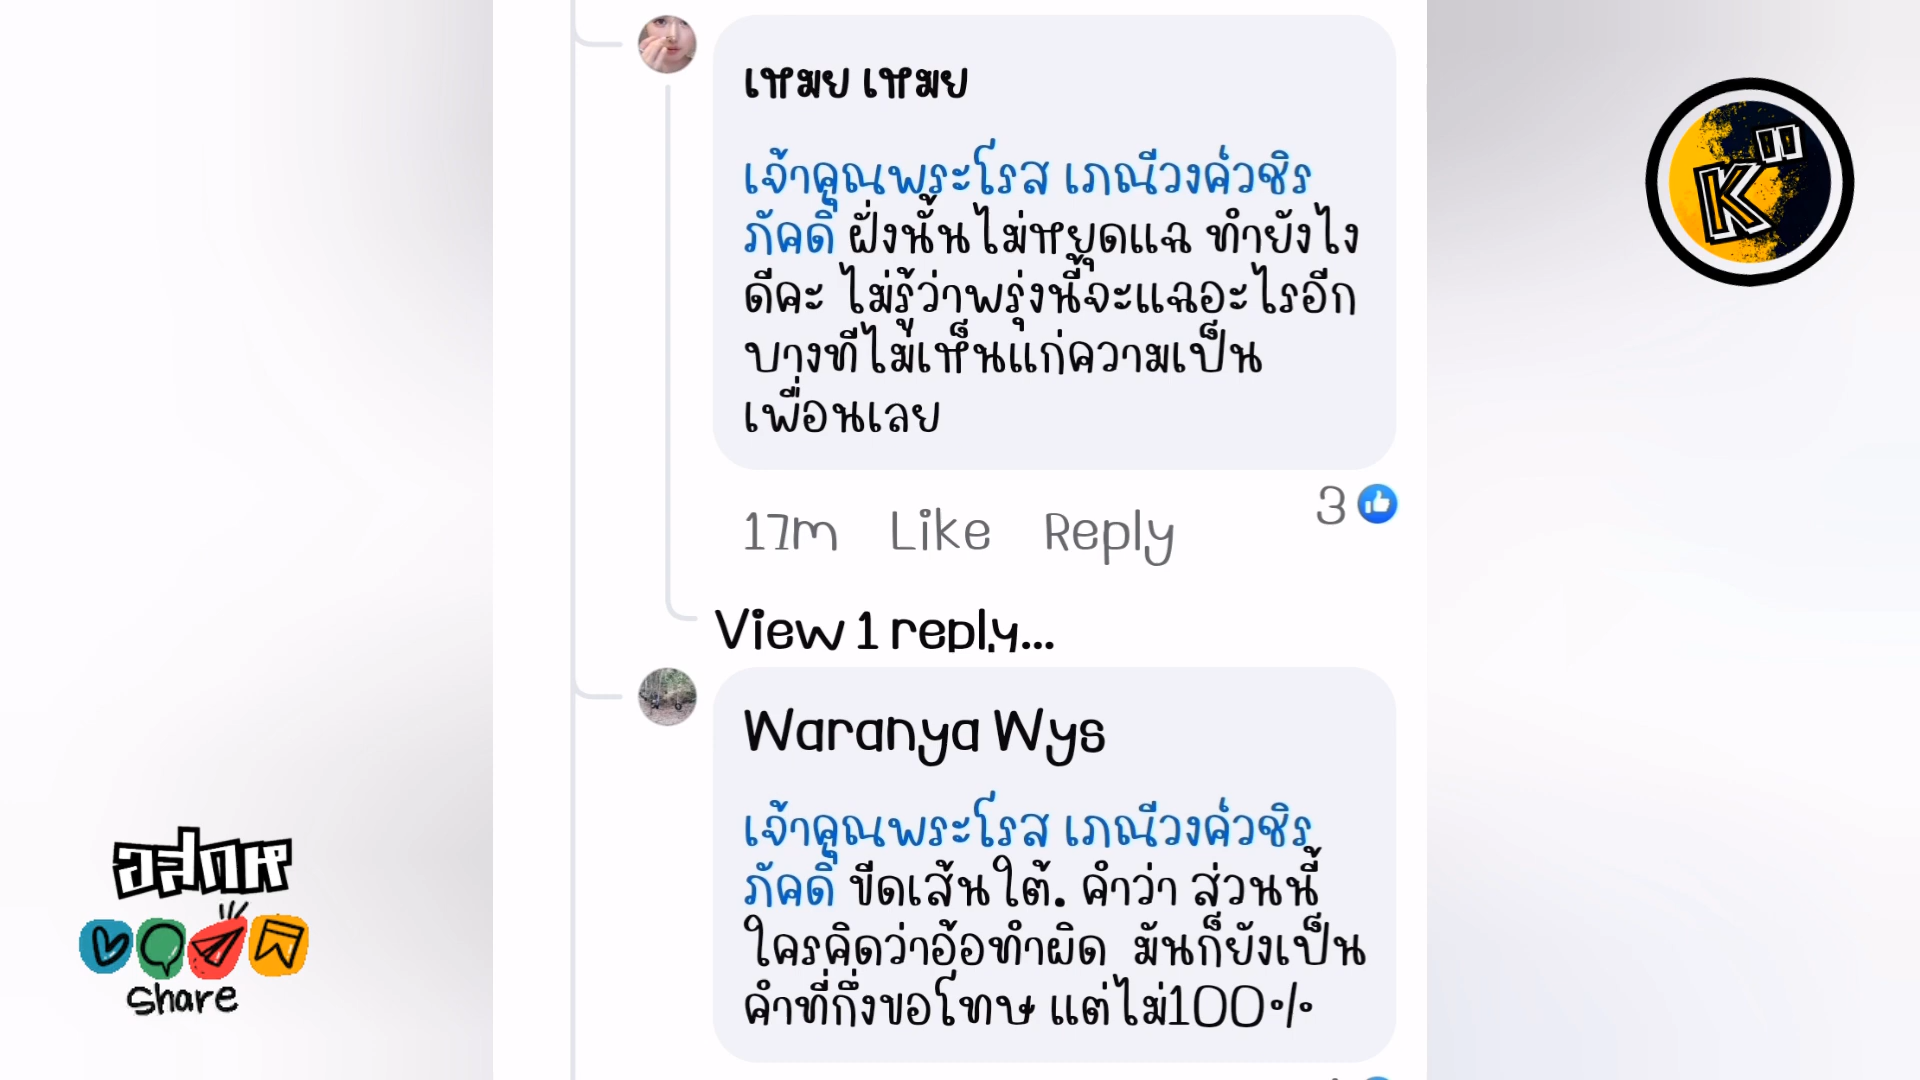 เหมย เหมย
เจ้าคุณพระโรส เภณีวงค์วชิร
ภัคดิ์ ฝั่งนั้นไม่หยุดแฉ ทำยังไง
ดีคะ ไม่รู้ว่าพรุ่งนี้จะแฉอะไรอีก
บางทีไม่เห็นแก่ความเป็น
เพื่อนเลย
17m Like Reply 3
View 1 reply...
Waranya Wys
เจ้าคุณพระโรส เภณีวงค์วชิร
ภัคดิ์ ขีดเส้นใต้. คำว่า ส่วนนี้
ใครคิดว่าอ้อทำผิด มันก็ยังเป็น
คำที่กึ่งขอโทษ แต่ไม่100%
K"
อสกห
share